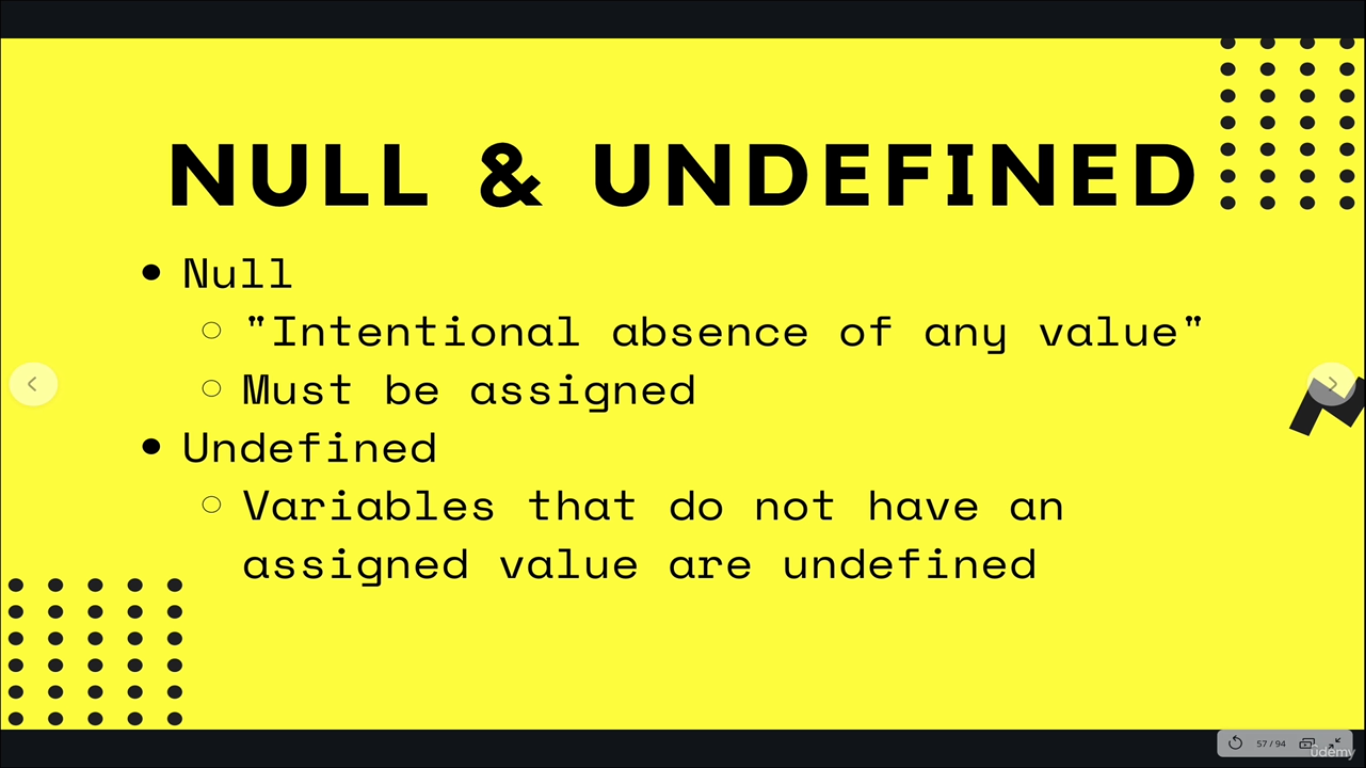 NULL & UNDEFINED
Null
"Intentional absence of any value"
Must be assigned
Undefined
Variables that do not have an
assigned value are undefined
57 / 94
ûdemy